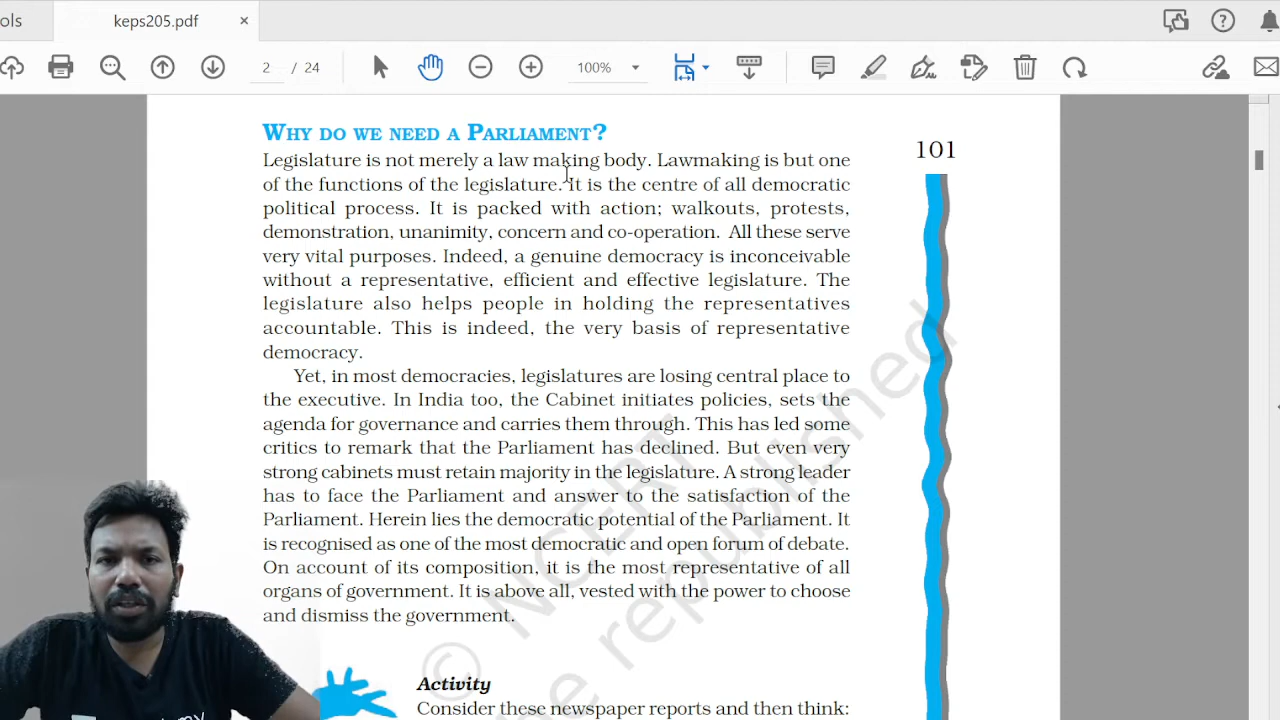 ols
keps205.pdf
2 / 24
100%
WHY DO WE NEED A PARLIAMENT?
101
Legislature is not merely a law making body. Lawmaking is but one
of the functions of the legislature. It is the centre of all democratic
political process. It is packed with action; walkouts, protests,
demonstration, unanimity, concern and co-operation. All these serve
very vital purposes. Indeed, a genuine democracy is inconceivable
without a representative, efficient and effective legislature. The
legislature also helps people in holding the representatives
accountable. This is indeed, the very basis of representative
democracy.
Yet, in most democracies, legislatures are losing central place to
the executive. In India too, the Cabinet initiates policies, sets the
agenda for governance and carries them through. This has led some
critics to remark that the Parliament has declined. But even very
strong cabinets must retain majority in the legislature. A strong leader
has to face the Parliament and answer to the satisfaction of the
Parliament. Herein lies the democratic potential of the Parliament. It
is recognised as one of the most democratic and open forum of debate.
On account of its composition, it is the most representative of all
organs of government. It is above all, vested with the power to choose
and dismiss the government.
© NCERT
be republished
Activity
Consider these newspaper reports and then think: